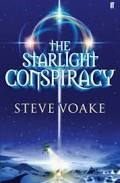 THE
STARLIGHT
CONSPIRACY
STEVE VOAKE